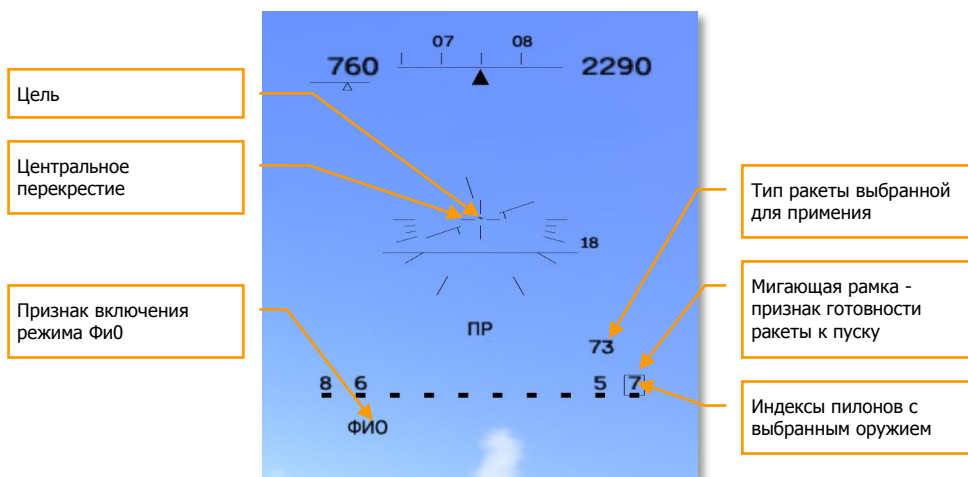 07 08
760 2290
Цель
Центральное
перекрестие
Тип ракеты выбранной
для примения
18
Мигающая рамка -
признак готовности
ракеты к пуску
Признак включения
режима Фи0
ПР
73
8 6 5 7
Индексы пилонов с
выбранным оружием
ФИО